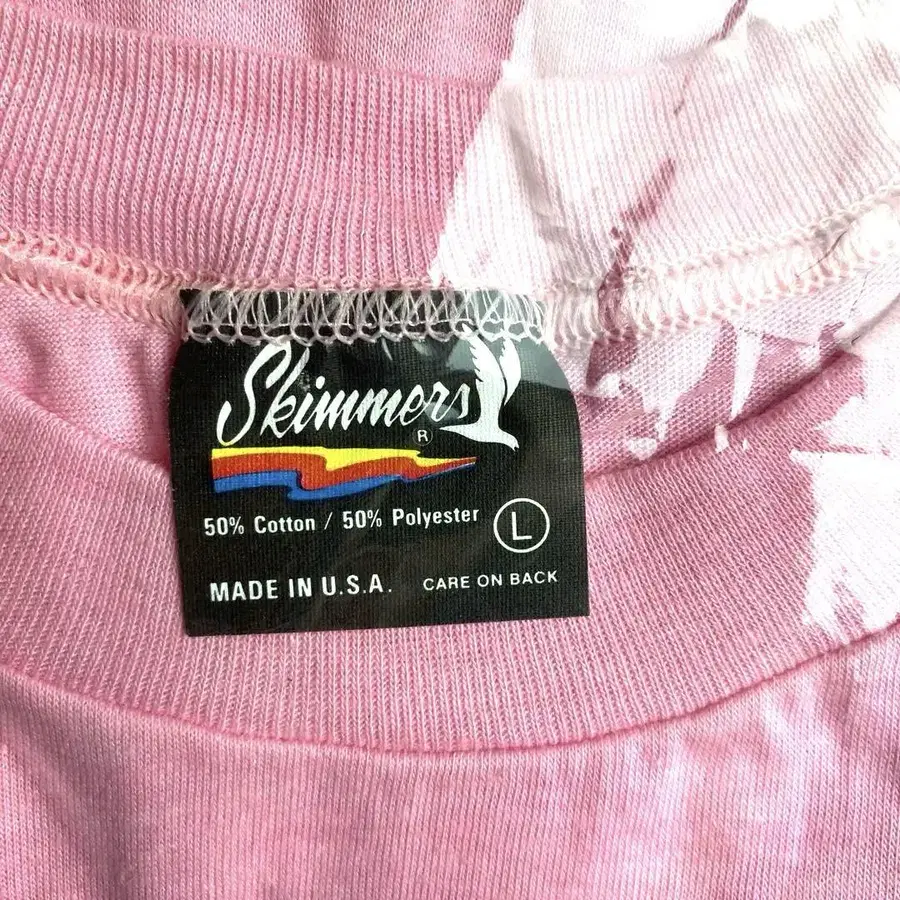 Skimmers
®
50% Cotton / 50% Polyester
L
MADE IN U.S.A.
CARE ON BACK